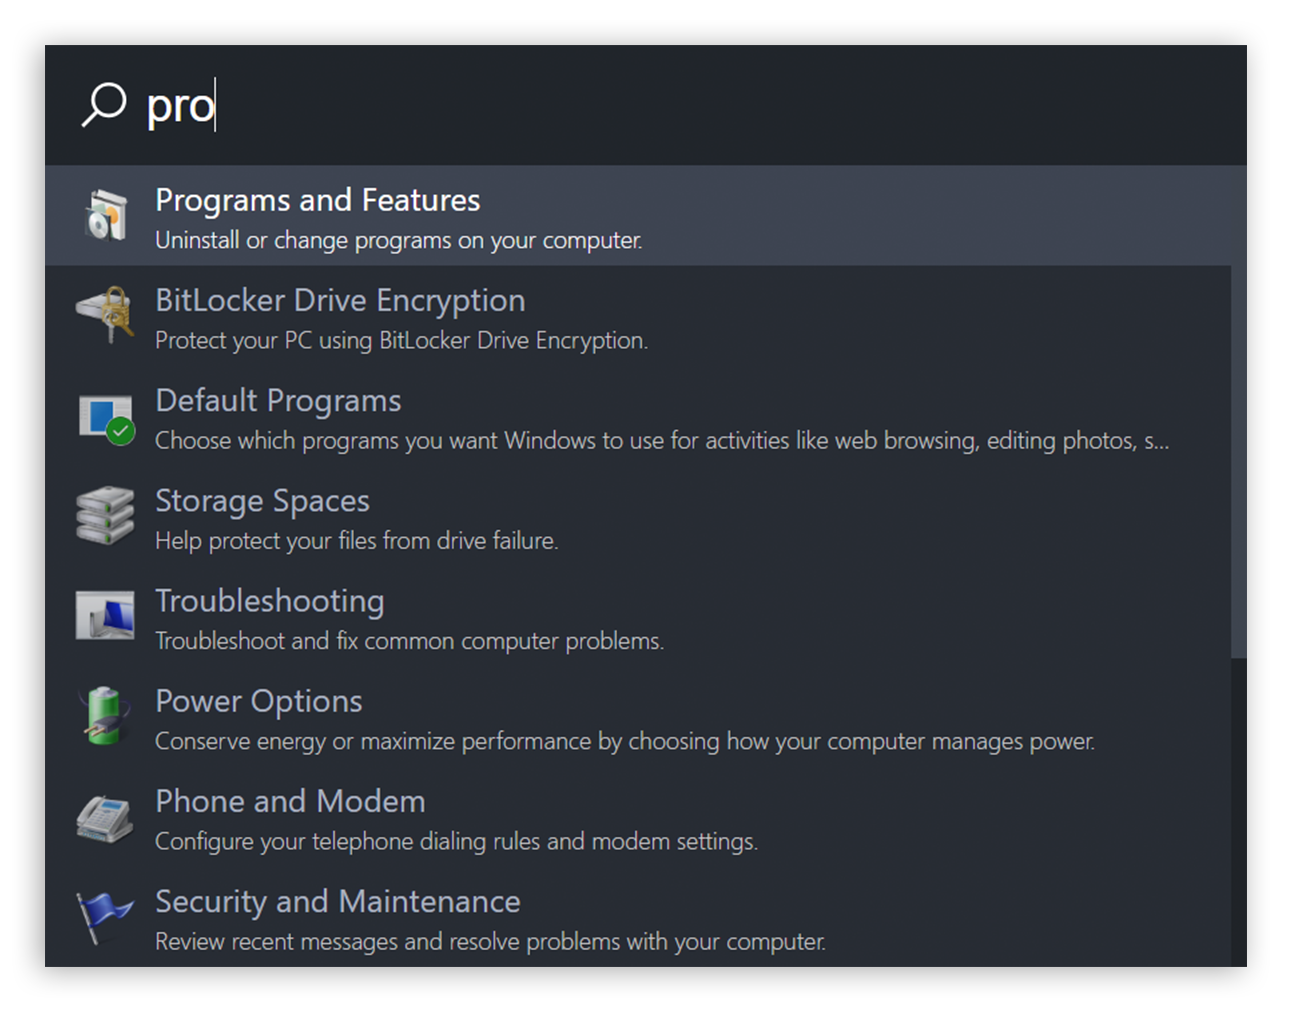 pro
Programs and Features
Uninstall or change programs on your computer.
BitLocker Drive Encryption
Protect your PC using BitLocker Drive Encryption.
Default Programs
Choose which programs you want Windows to use for activities like web browsing, editing photos, s...
Storage Spaces
Help protect your files from drive failure.
Troubleshooting
Troubleshoot and fix common computer problems.
Power Options
Conserve energy or maximize performance by choosing how your computer manages power.
Phone and Modem
Configure your telephone dialing rules and modem settings.
Security and Maintenance
Review recent messages and resolve problems with your computer.